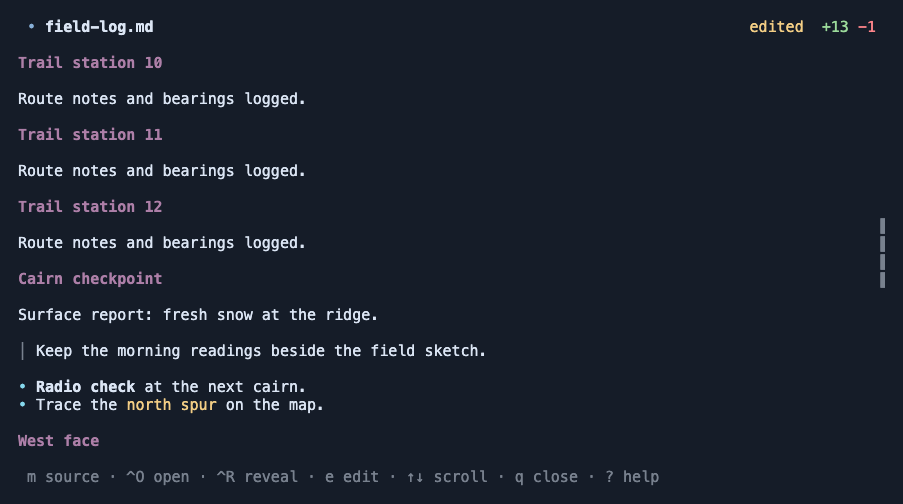 • field-log.md edited +13 -1
Trail station 10
Route notes and bearings logged.
Trail station 11
Route notes and bearings logged.
Trail station 12
Route notes and bearings logged.
Cairn checkpoint
Surface report: fresh snow at the ridge.
│ Keep the morning readings beside the field sketch.
• Radio check at the next cairn.
• Trace the north spur on the map.
West face
m source · ^O open · ^R reveal · e edit · ↑↓ scroll · q close · ? help